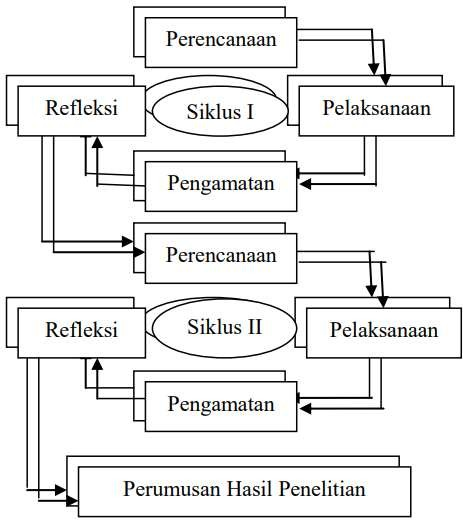 Perencanaan
Refleksi
Siklus I
Pelaksanaan
Pengamatan
Perencanaan
Refleksi
Siklus II
Pelaksanaan
Pengamatan
Perumusan Hasil Penelitian